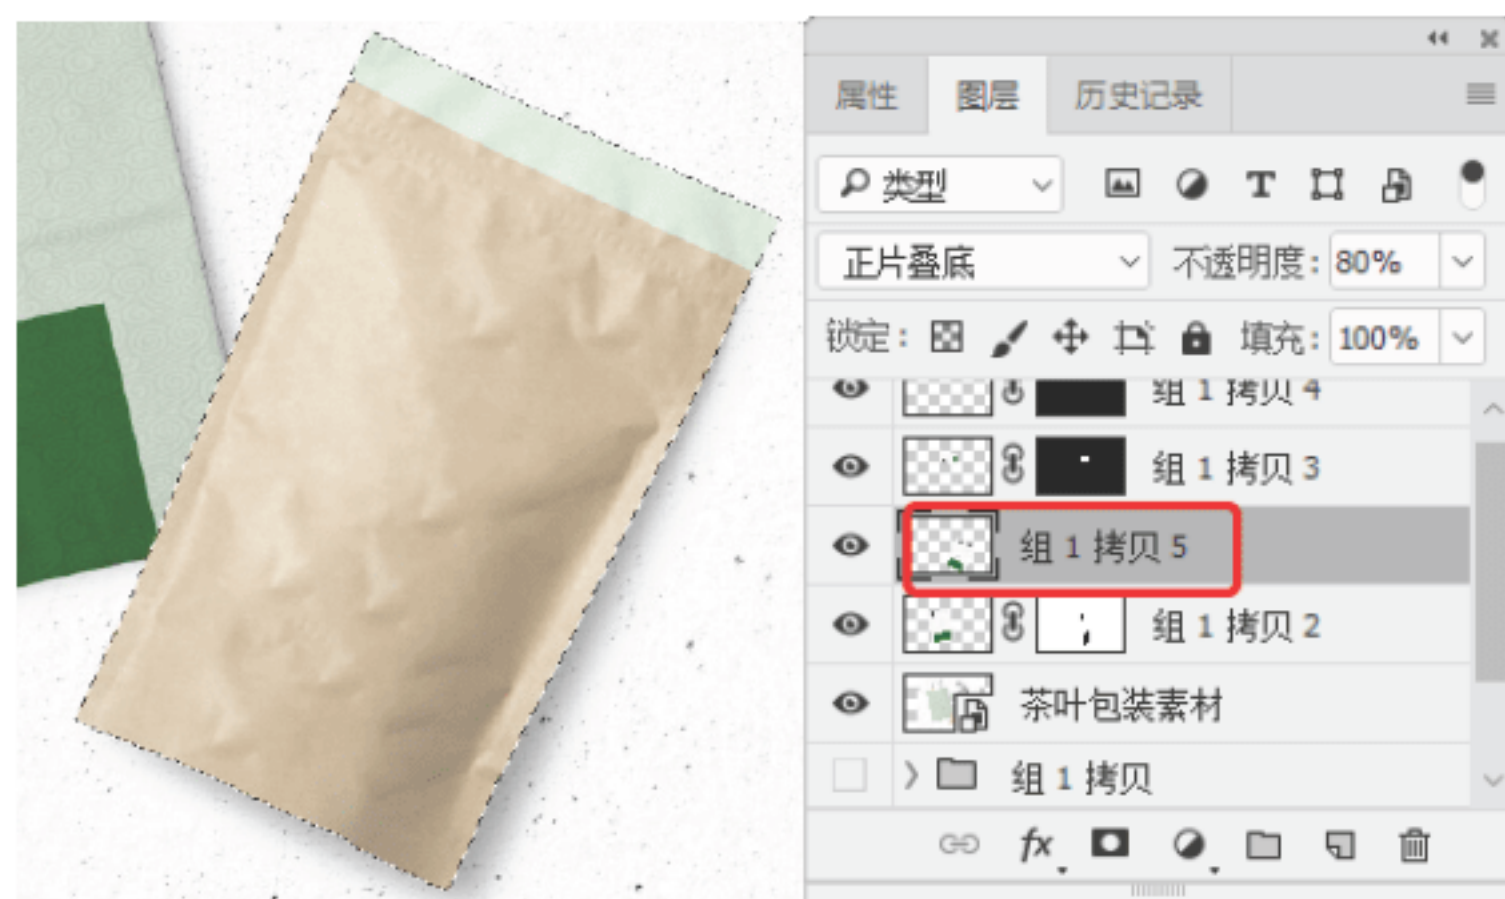 属性 图层 历史记录
类型
正片叠底 不透明度: 80%
锁定: 填充: 100%
组 1 拷贝 4
组 1 拷贝 3
组 1 拷贝 5
组 1 拷贝 2
茶叶包装素材
组 1 拷贝
fx